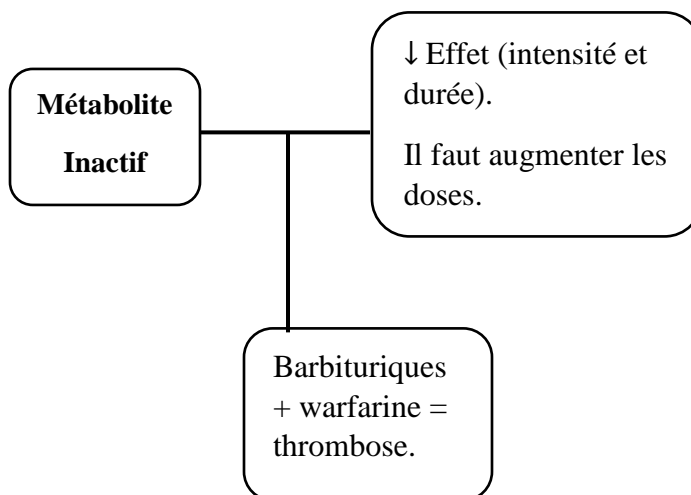 Métabolite
Inactif
↓ Effet (intensité et
durée).
Il faut augmenter les
doses.
Barbituriques
+ warfarine =
thrombose.